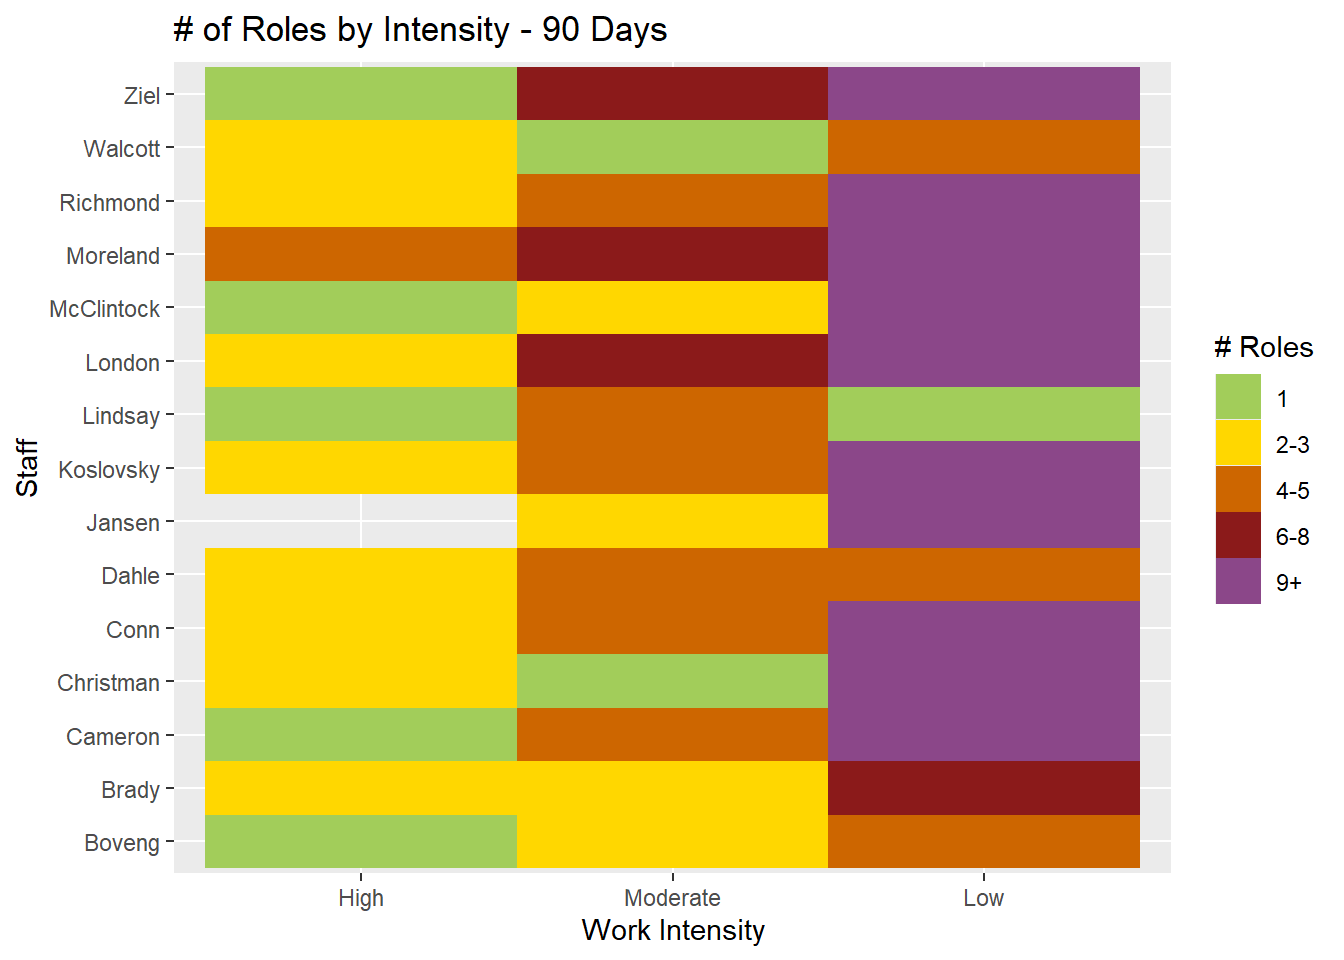 # of Roles by Intensity - 90 Days
Ziel
Walcott
Richmond
Moreland
McClintock
London
Lindsay
Koslovsky
Jansen
Dahle
Conn
Christman
Cameron
Brady
Boveng
Staff
High
Moderate
Low
Work Intensity
# Roles
1
2-3
4-5
6-8
9+